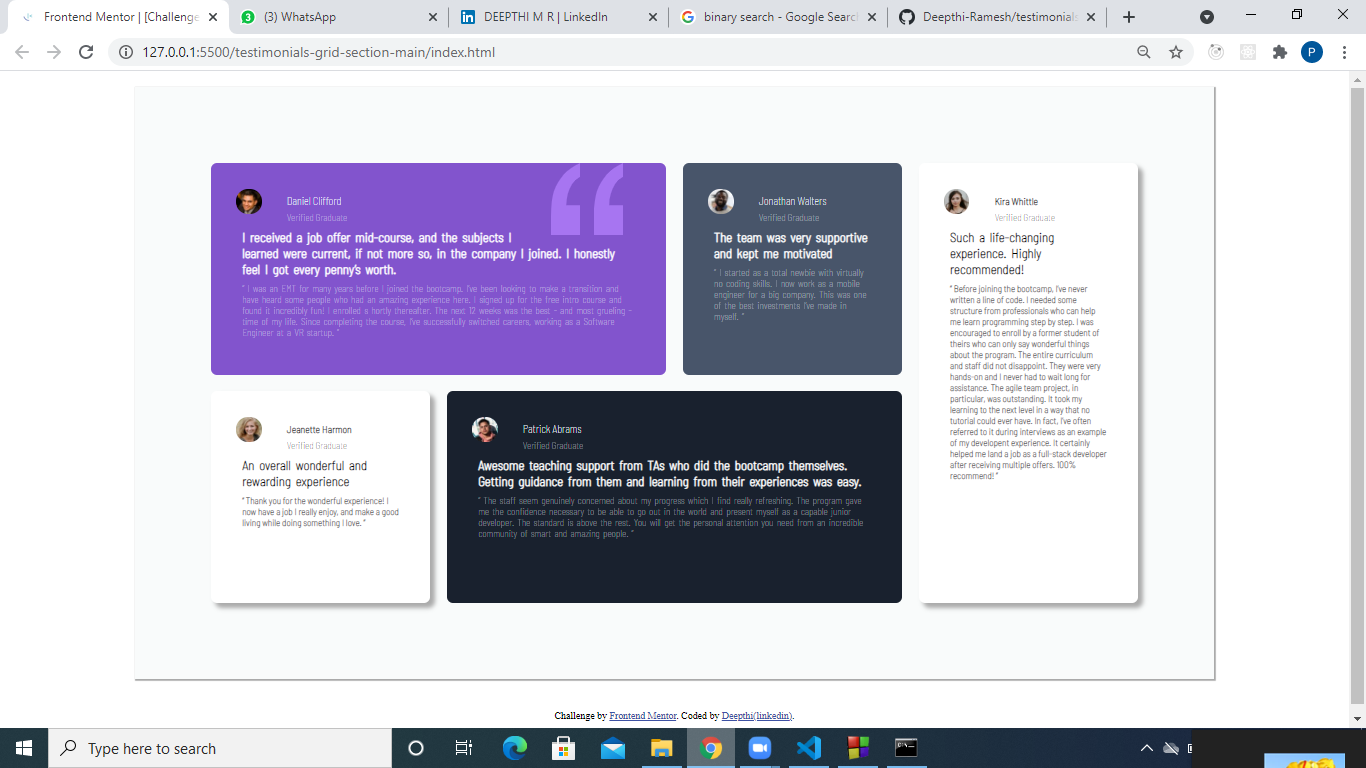 Frontend Mentor | [Challenge
(3) WhatsApp
DEEPTHI M R | LinkedIn
binary search - Google Searc
Deepthi-Ramesh/testimonials
127.0.0.1:5500/testimonials-grid-section-main/index.html
P
Daniel Clifford
Verified Graduate
I received a job offer mid-course, and the subjects I
learned were current, if not more so, in the company I joined. I honestly
feel I got every penny's worth.
" I was an EMT for many years before I joined the bootcamp. I've been looking to make a transition and
have heard some people who had an amazing experience here. I signed up for the free intro course and
found it incredibly fun! I enrolled s hortly thereafter. The next 12 weeks was the best - and most grueling -
time of my life. Since completing the course, I've successfully switched careers, working as a Software
Engineer at a VR startup. "
Jonathan Walters
Verified Graduate
The team was very supportive
and kept me motivated
" I started as a total newbie with virtually
no coding skills. I now work as a mobile
engineer for a big company. This was one
of the best investments I've made in
myself. "
Kira Whittle
Verified Graduate
Such a life-changing
experience. Highly
recommended!
" Before joining the bootcamp, I've never
written a line of code. I needed some
structure from professionals who can help
me learn programming step by step. I was
encouraged to enroll by a former student of
theirs who can only say wonderful things
about the program. The entire curriculum
and staff did not disappoint. They were very
hands-on and I never had to wait long for
assistance. The agile team project, in
particular, was outstanding. It took my
learning to the next level in a way that no
tutorial could ever have. In fact, I've often
referred to it during interviews as an example
of my developent experience. It certainly
helped me land a job as a full-stack developer
after receiving multiple offers. 100%
recommend! "
Jeanette Harmon
Verified Graduate
An overall wonderful and
rewarding experience
" Thank you for the wonderful experience! I
now have a job I really enjoy, and make a good
living while doing something I love. "
Patrick Abrams
Verified Graduate
Awesome teaching support from TAs who did the bootcamp themselves.
Getting guidance from them and learning from their experiences was easy.
" The staff seem genuinely concerned about my progress which I find really refreshing. The program gave
me the confidence necessary to be able to go out in the world and present myself as a capable junior
developer. The standard is above the rest. You will get the personal attention you need from an incredible
community of smart and amazing people. "
Challenge by Frontend Mentor. Coded by Deepthi(linkedin).
Type here to search